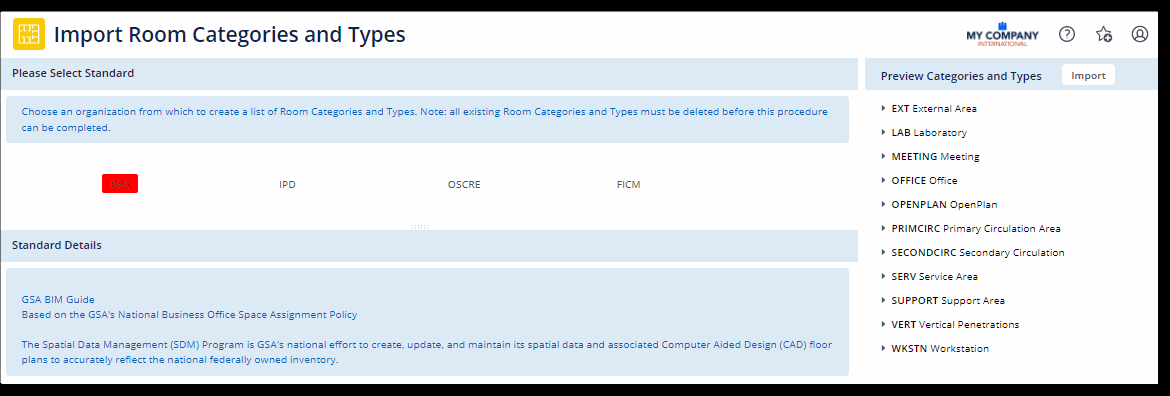 Import Room Categories and Types
MY COMPANY
INTERNATIONAL
Please Select Standard
Choose an organization from which to create a list of Room Categories and Types. Note: all existing Room Categories and Types must be deleted before this procedure
can be completed.
GSA
IPD
OSCRE
FICM
Standard Details
GSA BIM Guide
Based on the GSA's National Business Office Space Assignment Policy
The Spatial Data Management (SDM) Program is GSA's national effort to create, update, and maintain its spatial data and associated Computer Aided Design (CAD) floor
plans to accurately reflect the national federally owned inventory.
Preview Categories and Types
Import
EXT External Area
LAB Laboratory
MEETING Meeting
OFFICE Office
OPENPLAN OpenPlan
PRIMCIRC Primary Circulation Area
SECONDCIRC Secondary Circulation
SERV Service Area
SUPPORT Support Area
VERT Vertical Penetrations
WKSTN Workstation